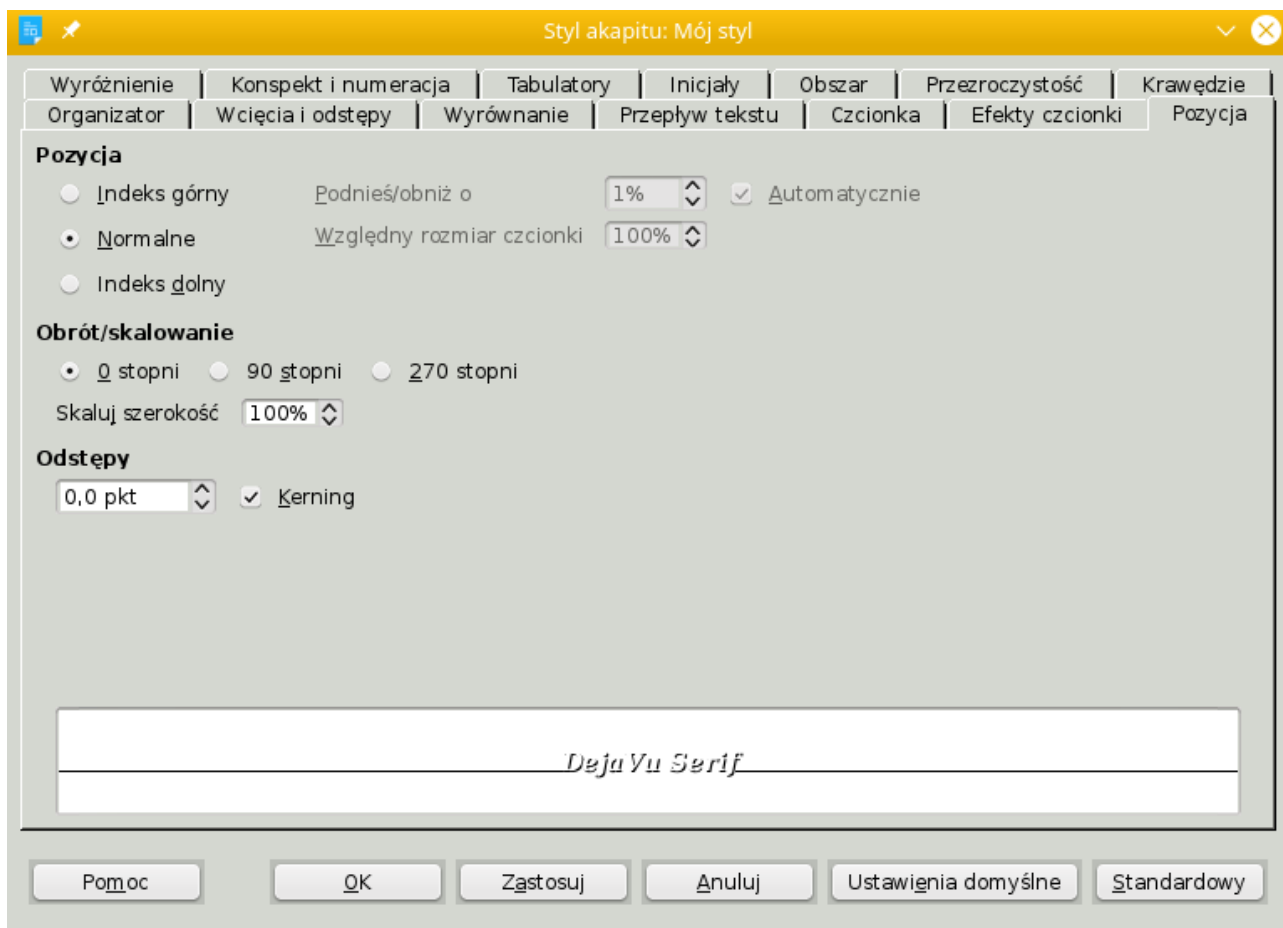 Styl akapitu: Mój styl
Wyróżnienie Konspekt i numeracja Tabulatory Inicjały Obszar Przezroczystość Krawędzie
Organizator Wcięcia i odstępy Wyrównanie Przepływ tekstu Czcionka Efekty czcionki Pozycja
Pozycja
Indeks górny Podnieś/obniż o 1% Automatycznie
Normalne Względny rozmiar czcionki 100%
Indeks dolny
Obrót/skalowanie
0 stopni 90 stopni 270 stopni
Skaluj szerokość 100%
Odstępy
0,0 pkt Kerning
DejaVu Serif
Pomoc OK Zastosuj Anuluj Ustawienia domyślne Standardowy